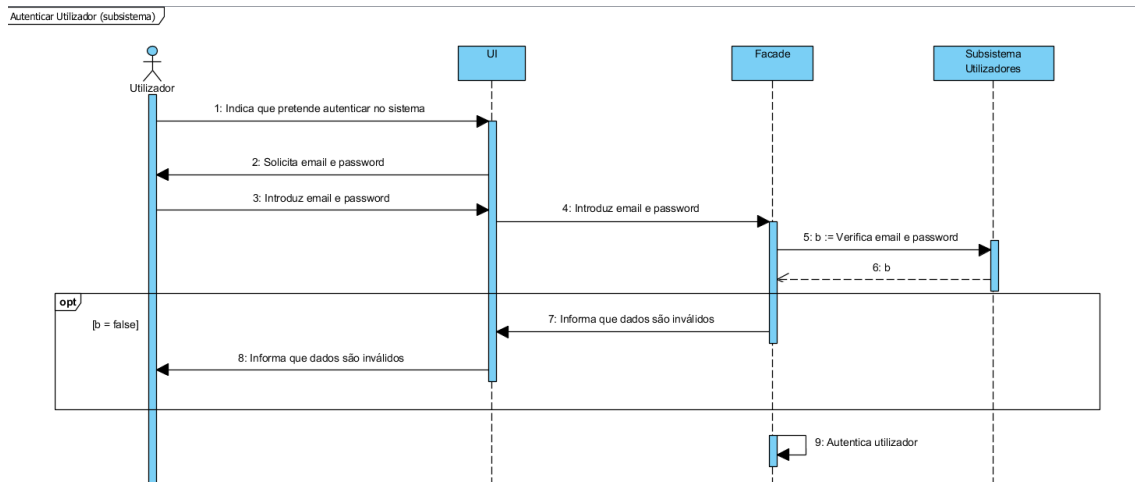 Autenticar Utilizador (subsistema)
Utilizador
UI
Facade
Subsistema
Utilizadores
1: Indica que pretende autenticar no sistema
2: Solicita email e password
3: Introduz email e password
4: Introduz email e password
5: b := Verifica email e password
6: b
opt
[b = false]
7: Informa que dados são inválidos
8: Informa que dados são inválidos
9: Autentica utilizador